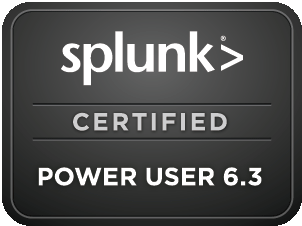 splunk>®
CERTIFIED
POWER USER 6.3